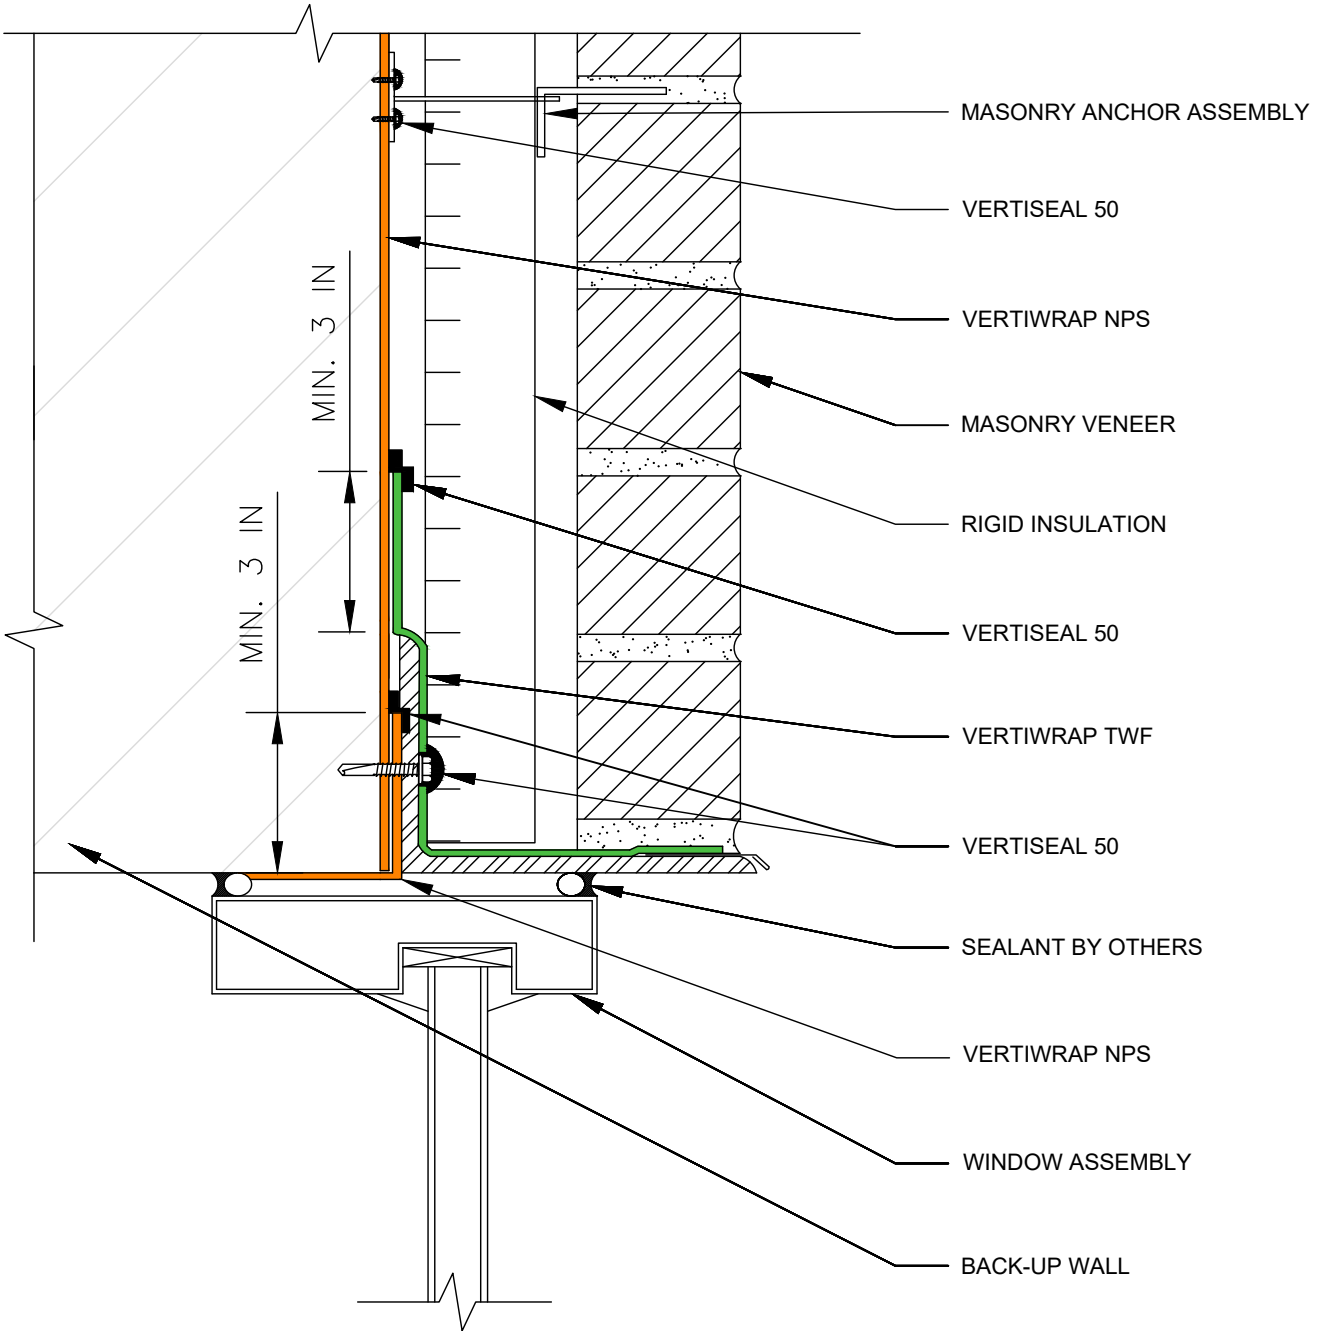 MASONRY ANCHOR ASSEMBLY
VERTISEAL 50
MIN. 3 IN
VERTIWRAP NPS
MASONRY VENEER
RIGID INSULATION
MIN. 3 IN
VERTISEAL 50
VERTIWRAP TWF
VERTISEAL 50
SEALANT BY OTHERS
VERTIWRAP NPS
WINDOW ASSEMBLY
BACK-UP WALL